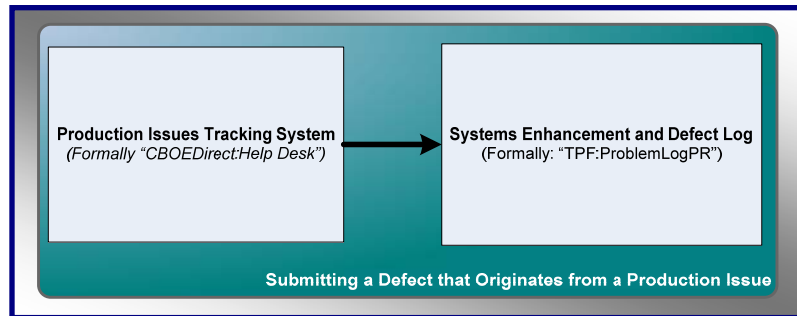 Production Issues Tracking System
(Formally “CBOEDirect:Help Desk”)
Systems Enhancement and Defect Log
(Formally: “TPF:ProblemLogPR”)
Submitting a Defect that Originates from a Production Issue